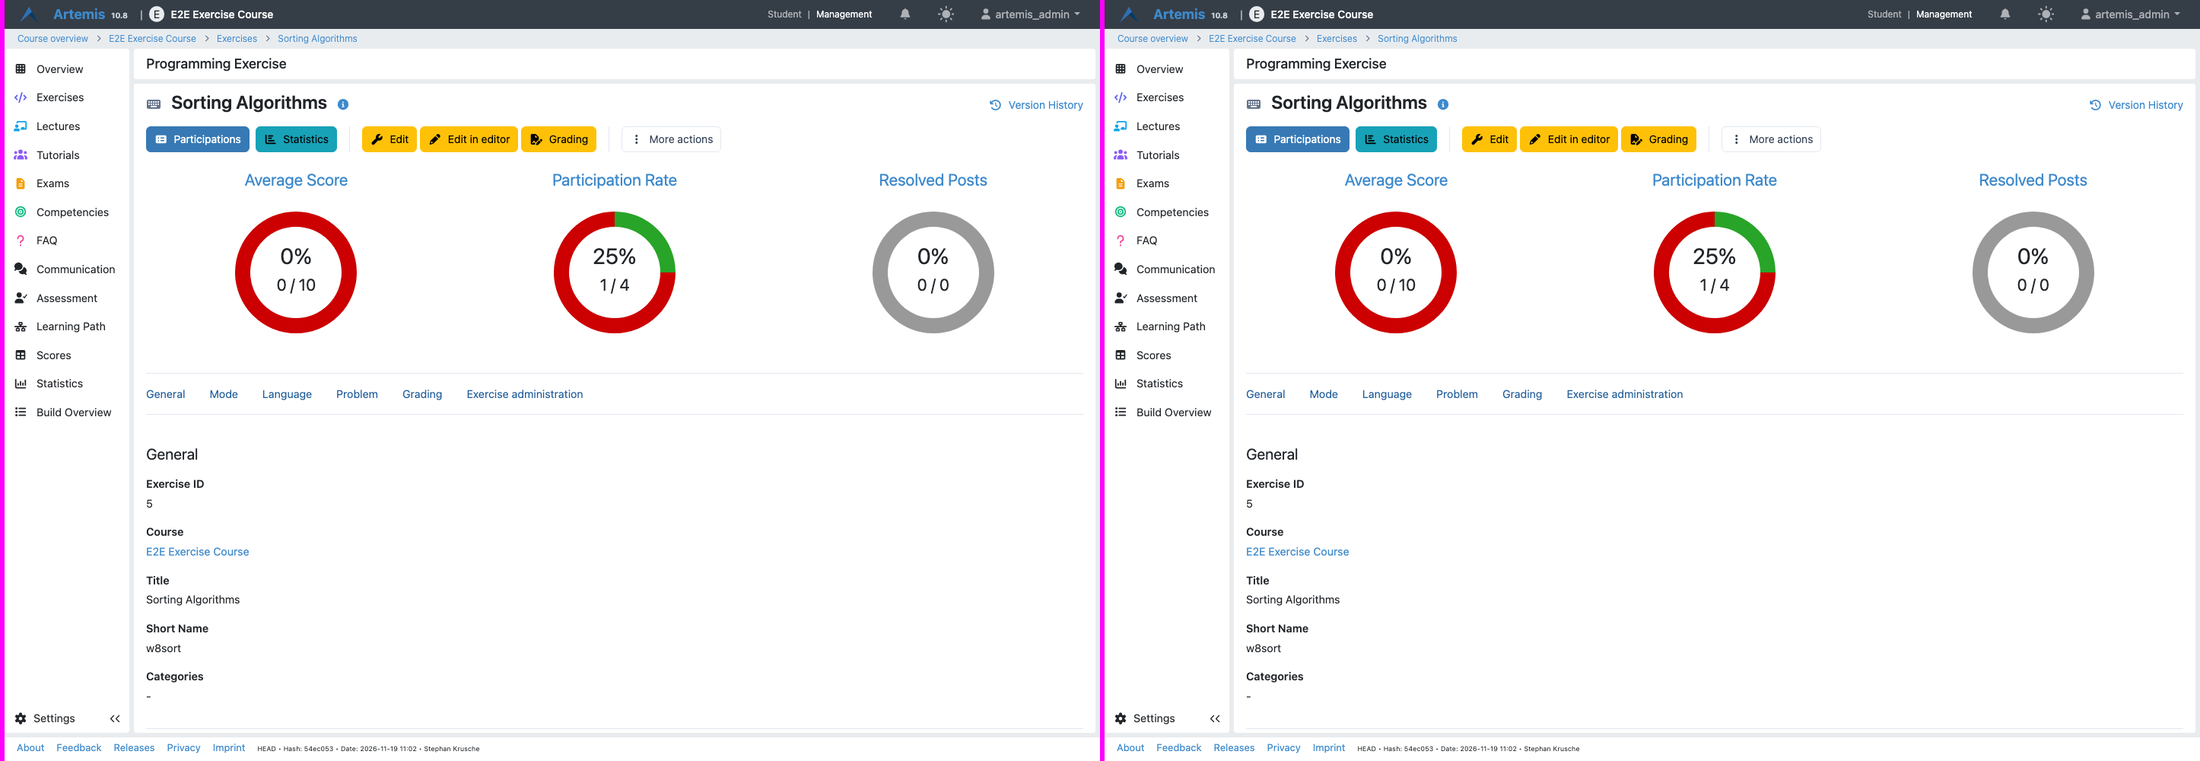 Artemis 10.8 | E E2E Exercise Course Student | Management artemis_admin
Course overview > E2E Exercise Course > Exercises > Sorting Algorithms
Overview
Exercises
Lectures
Tutorials
Exams
Competencies
FAQ
Communication
Assessment
Learning Path
Scores
Statistics
Build Overview
Settings
Programming Exercise
Sorting Algorithms
Version History
Participations Statistics Edit Edit in editor Grading More actions
Average Score Participation Rate Resolved Posts
0% 25% 0%
0 / 10 1 / 4 0 / 0
General Mode Language Problem Grading Exercise administration
General
Exercise ID
5
Course
E2E Exercise Course
Title
Sorting Algorithms
Short Name
w8sort
Categories
-
About Feedback Releases Privacy Imprint HEAD • Hash: 54ec053 • Date: 2026-11-19 11:02 • Stephan Krusche
Artemis 10.8 | E E2E Exercise Course Student | Management artemis_admin
Course overview > E2E Exercise Course > Exercises > Sorting Algorithms
Overview
Exercises
Lectures
Tutorials
Exams
Competencies
FAQ
Communication
Assessment
Learning Path
Scores
Statistics
Build Overview
Settings
Programming Exercise
Sorting Algorithms
Version History
Participations Statistics Edit Edit in editor Grading More actions
Average Score Participation Rate Resolved Posts
0% 25% 0%
0 / 10 1 / 4 0 / 0
General Mode Language Problem Grading Exercise administration
General
Exercise ID
5
Course
E2E Exercise Course
Title
Sorting Algorithms
Short Name
w8sort
Categories
-
About Feedback Releases Privacy Imprint HEAD • Hash: 54ec053 • Date: 2026-11-19 11:02 • Stephan Krusche